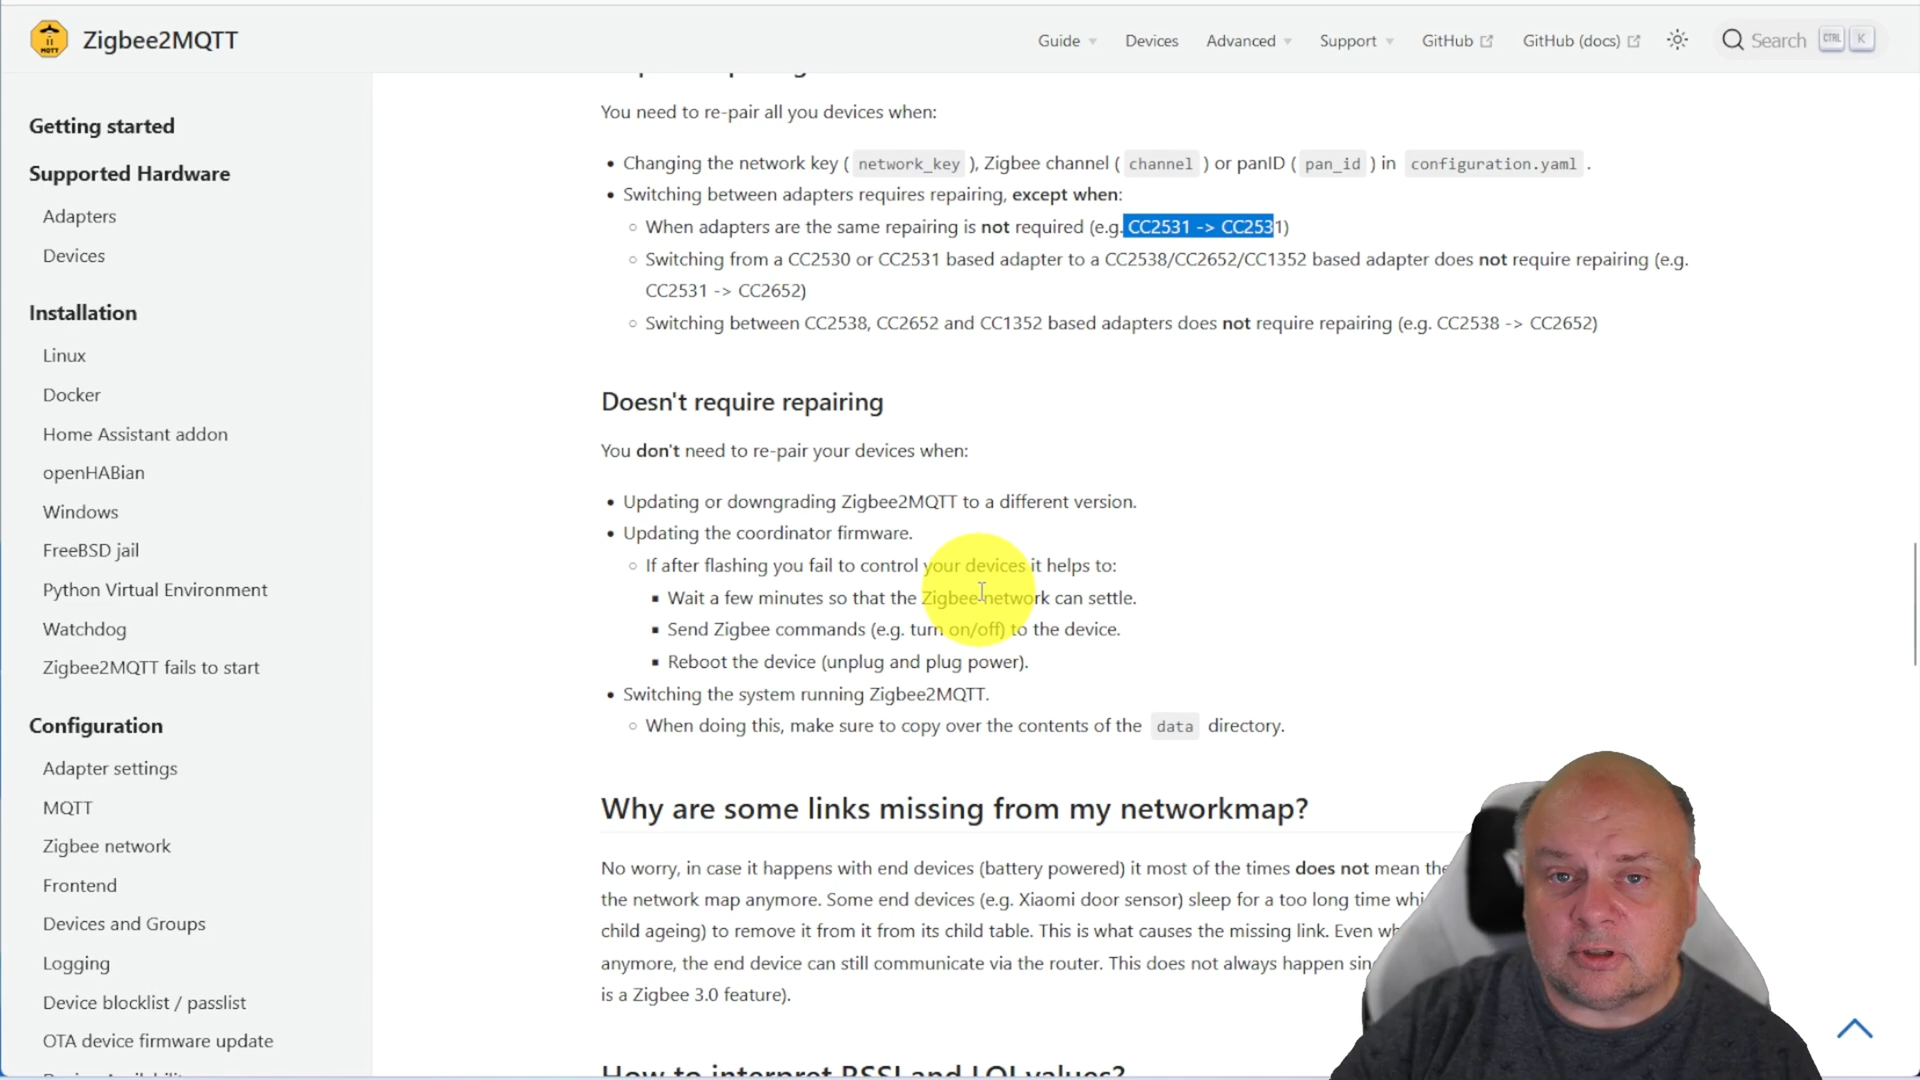 Zigbee2MQTT
Guide
Devices
Advanced
Support
GitHub
GitHub (docs)
Search
CTRL
K
MQTT
Getting started
Supported Hardware
Adapters
Devices
Installation
Linux
Docker
Home Assistant addon
openHABian
Windows
FreeBSD jail
Python Virtual Environment
Watchdog
Zigbee2MQTT fails to start
Configuration
Adapter settings
MQTT
Zigbee network
Frontend
Devices and Groups
Logging
Device blocklist / passlist
OTA device firmware update
You need to re-pair all you devices when:
• Changing the network key ( network_key ), Zigbee channel ( channel ) or panID ( pan_id ) in configuration.yaml .
• Switching between adapters requires repairing, except when:
○ When adapters are the same repairing is not required (e.g. CC2531 -> CC2531)
○ Switching from a CC2530 or CC2531 based adapter to a CC2538/CC2652/CC1352 based adapter does not require repairing (e.g.
CC2531 -> CC2652)
○ Switching between CC2538, CC2652 and CC1352 based adapters does not require repairing (e.g. CC2538 -> CC2652)
Doesn't require repairing
You don't need to re-pair your devices when:
• Updating or downgrading Zigbee2MQTT to a different version.
• Updating the coordinator firmware.
○ If after flashing you fail to control your devices it helps to:
▪ Wait a few minutes so that the Zigbee network can settle.
▪ Send Zigbee commands (e.g. turn on/off) to the device.
▪ Reboot the device (unplug and plug power).
• Switching the system running Zigbee2MQTT.
○ When doing this, make sure to copy over the contents of the data directory.
Why are some links missing from my networkmap?
No worry, in case it happens with end devices (battery powered) it most of the times does not mean the
the network map anymore. Some end devices (e.g. Xiaomi door sensor) sleep for a too long time whi
child ageing) to remove it from it from its child table. This is what causes the missing link. Even wh
anymore, the end device can still communicate via the router. This does not always happen sin
is a Zigbee 3.0 feature).
How to interpret RSSI and LQI values?